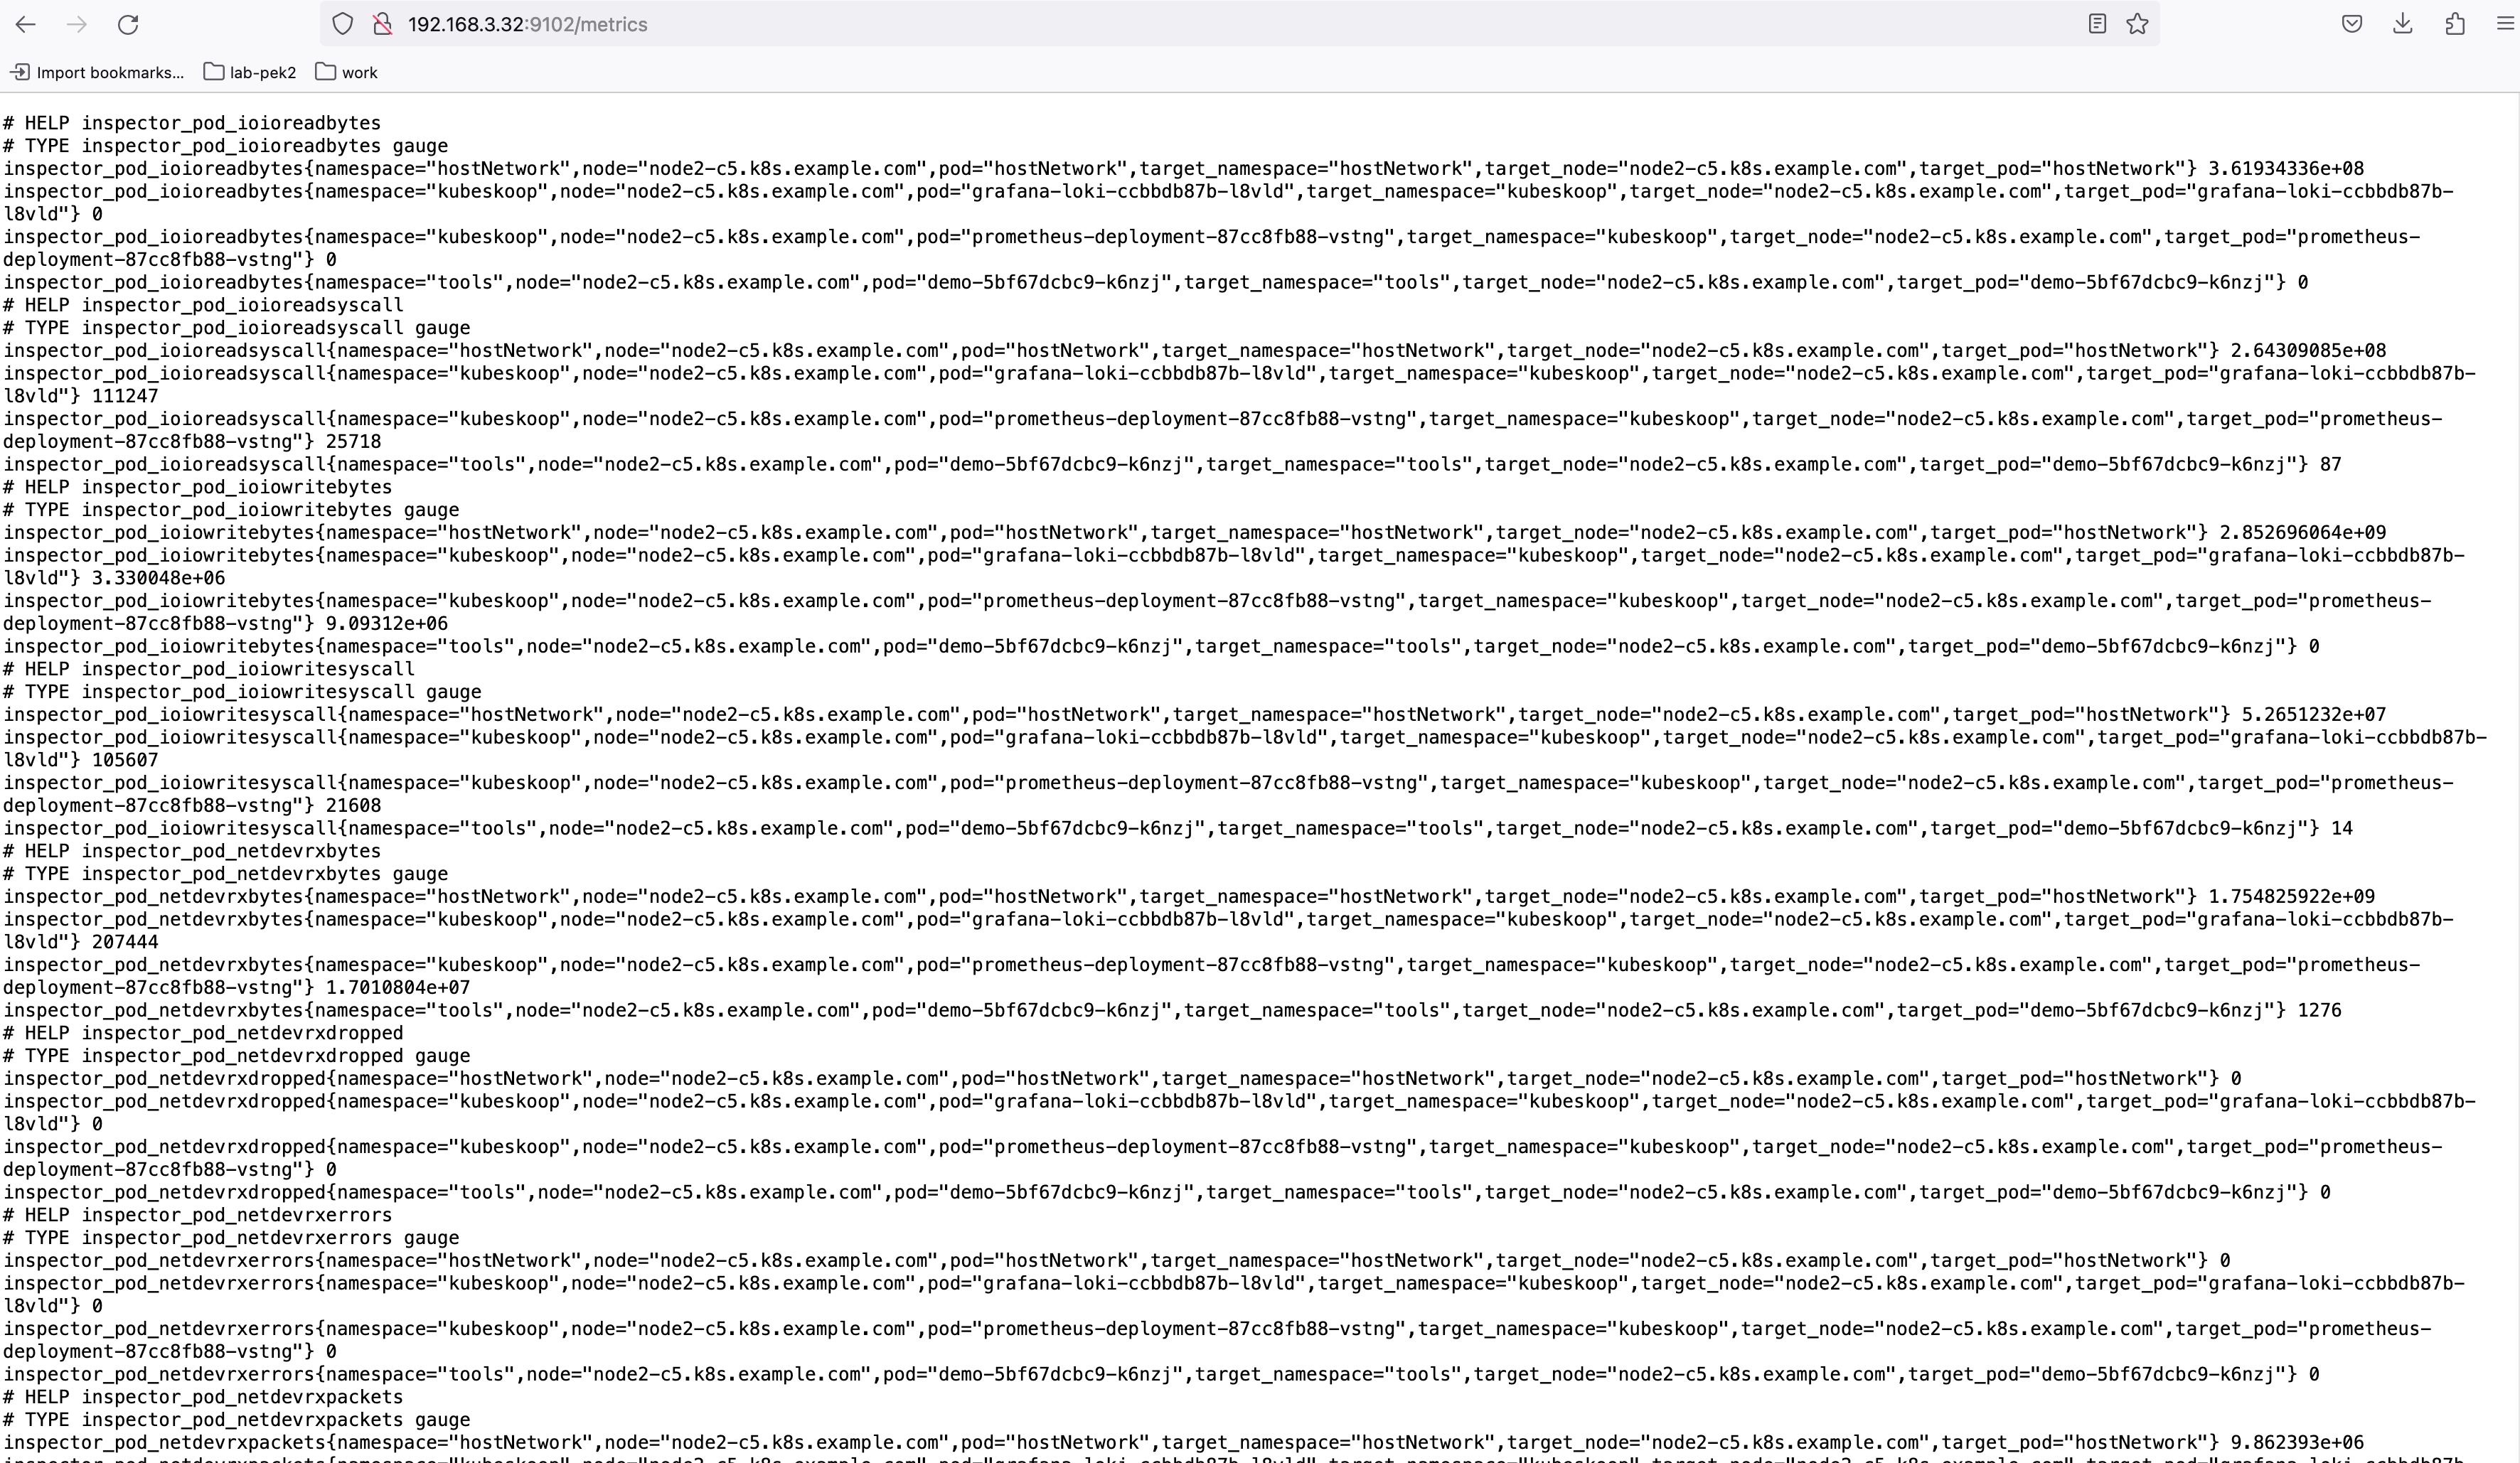 192.168.3.32:9102/metrics
Import bookmarks... lab-pek2 work
# HELP inspector_pod_ioioreadbytes
# TYPE inspector_pod_ioioreadbytes gauge
inspector_pod_ioioreadbytes{namespace="hostNetwork",node="node2-c5.k8s.example.com",pod="hostNetwork",target_namespace="hostNetwork",target_node="node2-c5.k8s.example.com",target_pod="hostNetwork"} 3.61934336e+08
inspector_pod_ioioreadbytes{namespace="kubeskoop",node="node2-c5.k8s.example.com",pod="grafana-loki-ccbbdb87b-l8vld",target_namespace="kubeskoop",target_node="node2-c5.k8s.example.com",target_pod="grafana-loki-ccbbdb87b-
l8vld"} 0
inspector_pod_ioioreadbytes{namespace="kubeskoop",node="node2-c5.k8s.example.com",pod="prometheus-deployment-87cc8fb88-vstng",target_namespace="kubeskoop",target_node="node2-c5.k8s.example.com",target_pod="prometheus-
deployment-87cc8fb88-vstng"} 0
inspector_pod_ioioreadbytes{namespace="tools",node="node2-c5.k8s.example.com",pod="demo-5bf67dcbc9-k6nzj",target_namespace="tools",target_node="node2-c5.k8s.example.com",target_pod="demo-5bf67dcbc9-k6nzj"} 0
# HELP inspector_pod_ioioreadsyscall
# TYPE inspector_pod_ioioreadsyscall gauge
inspector_pod_ioioreadsyscall{namespace="hostNetwork",node="node2-c5.k8s.example.com",pod="hostNetwork",target_namespace="hostNetwork",target_node="node2-c5.k8s.example.com",target_pod="hostNetwork"} 2.64309085e+08
inspector_pod_ioioreadsyscall{namespace="kubeskoop",node="node2-c5.k8s.example.com",pod="grafana-loki-ccbbdb87b-l8vld",target_namespace="kubeskoop",target_node="node2-c5.k8s.example.com",target_pod="grafana-loki-ccbbdb87b-
l8vld"} 111247
inspector_pod_ioioreadsyscall{namespace="kubeskoop",node="node2-c5.k8s.example.com",pod="prometheus-deployment-87cc8fb88-vstng",target_namespace="kubeskoop",target_node="node2-c5.k8s.example.com",target_pod="prometheus-
deployment-87cc8fb88-vstng"} 25718
inspector_pod_ioioreadsyscall{namespace="tools",node="node2-c5.k8s.example.com",pod="demo-5bf67dcbc9-k6nzj",target_namespace="tools",target_node="node2-c5.k8s.example.com",target_pod="demo-5bf67dcbc9-k6nzj"} 87
# HELP inspector_pod_ioiowritebytes
# TYPE inspector_pod_ioiowritebytes gauge
inspector_pod_ioiowritebytes{namespace="hostNetwork",node="node2-c5.k8s.example.com",pod="hostNetwork",target_namespace="hostNetwork",target_node="node2-c5.k8s.example.com",target_pod="hostNetwork"} 2.852696064e+09
inspector_pod_ioiowritebytes{namespace="kubeskoop",node="node2-c5.k8s.example.com",pod="grafana-loki-ccbbdb87b-l8vld",target_namespace="kubeskoop",target_node="node2-c5.k8s.example.com",target_pod="grafana-loki-ccbbdb87b-
l8vld"} 3.330048e+06
inspector_pod_ioiowritebytes{namespace="kubeskoop",node="node2-c5.k8s.example.com",pod="prometheus-deployment-87cc8fb88-vstng",target_namespace="kubeskoop",target_node="node2-c5.k8s.example.com",target_pod="prometheus-
deployment-87cc8fb88-vstng"} 9.09312e+06
inspector_pod_ioiowritebytes{namespace="tools",node="node2-c5.k8s.example.com",pod="demo-5bf67dcbc9-k6nzj",target_namespace="tools",target_node="node2-c5.k8s.example.com",target_pod="demo-5bf67dcbc9-k6nzj"} 0
# HELP inspector_pod_ioiowritesyscall
# TYPE inspector_pod_ioiowritesyscall gauge
inspector_pod_ioiowritesyscall{namespace="hostNetwork",node="node2-c5.k8s.example.com",pod="hostNetwork",target_namespace="hostNetwork",target_node="node2-c5.k8s.example.com",target_pod="hostNetwork"} 5.2651232e+07
inspector_pod_ioiowritesyscall{namespace="kubeskoop",node="node2-c5.k8s.example.com",pod="grafana-loki-ccbbdb87b-l8vld",target_namespace="kubeskoop",target_node="node2-c5.k8s.example.com",target_pod="grafana-loki-ccbbdb87b-
l8vld"} 105607
inspector_pod_ioiowritesyscall{namespace="kubeskoop",node="node2-c5.k8s.example.com",pod="prometheus-deployment-87cc8fb88-vstng",target_namespace="kubeskoop",target_node="node2-c5.k8s.example.com",target_pod="prometheus-
deployment-87cc8fb88-vstng"} 21608
inspector_pod_ioiowritesyscall{namespace="tools",node="node2-c5.k8s.example.com",pod="demo-5bf67dcbc9-k6nzj",target_namespace="tools",target_node="node2-c5.k8s.example.com",target_pod="demo-5bf67dcbc9-k6nzj"} 14
# HELP inspector_pod_netdevrxbytes
# TYPE inspector_pod_netdevrxbytes gauge
inspector_pod_netdevrxbytes{namespace="hostNetwork",node="node2-c5.k8s.example.com",pod="hostNetwork",target_namespace="hostNetwork",target_node="node2-c5.k8s.example.com",target_pod="hostNetwork"} 1.754825922e+09
inspector_pod_netdevrxbytes{namespace="kubeskoop",node="node2-c5.k8s.example.com",pod="grafana-loki-ccbbdb87b-l8vld",target_namespace="kubeskoop",target_node="node2-c5.k8s.example.com",target_pod="grafana-loki-ccbbdb87b-
l8vld"} 207444
inspector_pod_netdevrxbytes{namespace="kubeskoop",node="node2-c5.k8s.example.com",pod="prometheus-deployment-87cc8fb88-vstng",target_namespace="kubeskoop",target_node="node2-c5.k8s.example.com",target_pod="prometheus-
deployment-87cc8fb88-vstng"} 1.7010804e+07
inspector_pod_netdevrxbytes{namespace="tools",node="node2-c5.k8s.example.com",pod="demo-5bf67dcbc9-k6nzj",target_namespace="tools",target_node="node2-c5.k8s.example.com",target_pod="demo-5bf67dcbc9-k6nzj"} 1276
# HELP inspector_pod_netdevrxdropped
# TYPE inspector_pod_netdevrxdropped gauge
inspector_pod_netdevrxdropped{namespace="hostNetwork",node="node2-c5.k8s.example.com",pod="hostNetwork",target_namespace="hostNetwork",target_node="node2-c5.k8s.example.com",target_pod="hostNetwork"} 0
inspector_pod_netdevrxdropped{namespace="kubeskoop",node="node2-c5.k8s.example.com",pod="grafana-loki-ccbbdb87b-l8vld",target_namespace="kubeskoop",target_node="node2-c5.k8s.example.com",target_pod="grafana-loki-ccbbdb87b-
l8vld"} 0
inspector_pod_netdevrxdropped{namespace="kubeskoop",node="node2-c5.k8s.example.com",pod="prometheus-deployment-87cc8fb88-vstng",target_namespace="kubeskoop",target_node="node2-c5.k8s.example.com",target_pod="prometheus-
deployment-87cc8fb88-vstng"} 0
inspector_pod_netdevrxdropped{namespace="tools",node="node2-c5.k8s.example.com",pod="demo-5bf67dcbc9-k6nzj",target_namespace="tools",target_node="node2-c5.k8s.example.com",target_pod="demo-5bf67dcbc9-k6nzj"} 0
# HELP inspector_pod_netdevrxerrors
# TYPE inspector_pod_netdevrxerrors gauge
inspector_pod_netdevrxerrors{namespace="hostNetwork",node="node2-c5.k8s.example.com",pod="hostNetwork",target_namespace="hostNetwork",target_node="node2-c5.k8s.example.com",target_pod="hostNetwork"} 0
inspector_pod_netdevrxerrors{namespace="kubeskoop",node="node2-c5.k8s.example.com",pod="grafana-loki-ccbbdb87b-l8vld",target_namespace="kubeskoop",target_node="node2-c5.k8s.example.com",target_pod="grafana-loki-ccbbdb87b-
l8vld"} 0
inspector_pod_netdevrxerrors{namespace="kubeskoop",node="node2-c5.k8s.example.com",pod="prometheus-deployment-87cc8fb88-vstng",target_namespace="kubeskoop",target_node="node2-c5.k8s.example.com",target_pod="prometheus-
deployment-87cc8fb88-vstng"} 0
inspector_pod_netdevrxerrors{namespace="tools",node="node2-c5.k8s.example.com",pod="demo-5bf67dcbc9-k6nzj",target_namespace="tools",target_node="node2-c5.k8s.example.com",target_pod="demo-5bf67dcbc9-k6nzj"} 0
# HELP inspector_pod_netdevrxpackets
# TYPE inspector_pod_netdevrxpackets gauge
inspector_pod_netdevrxpackets{namespace="hostNetwork",node="node2-c5.k8s.example.com",pod="hostNetwork",target_namespace="hostNetwork",target_node="node2-c5.k8s.example.com",target_pod="hostNetwork"} 9.862393e+06